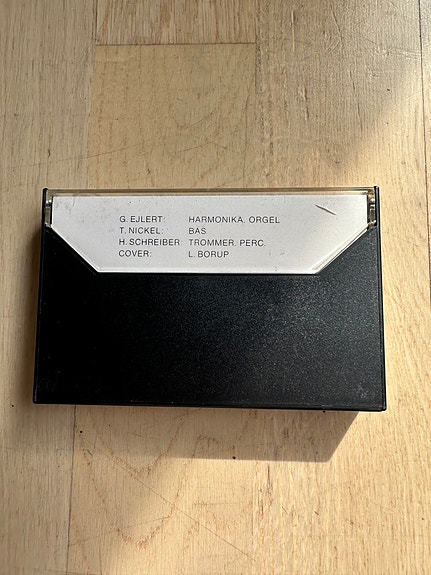 G. EJLERT: HARMONIKA, ORGEL
T. NICKEL: BAS
H. SCHREIBER: TROMMER, PERC.
COVER: L. BORUP